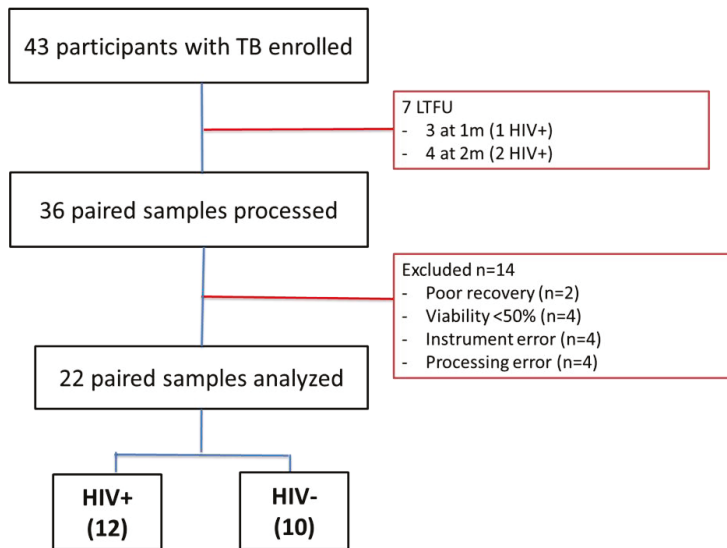 43 participants with TB enrolled
7 LTFU
- 3 at 1m (1 HIV+)
- 4 at 2m (2 HIV+)
36 paired samples processed
Excluded n=14
- Poor recovery (n=2)
- Viability <50% (n=4)
- Instrument error (n=4)
- Processing error (n=4)
22 paired samples analyzed
HIV+
(12)
HIV-
(10)